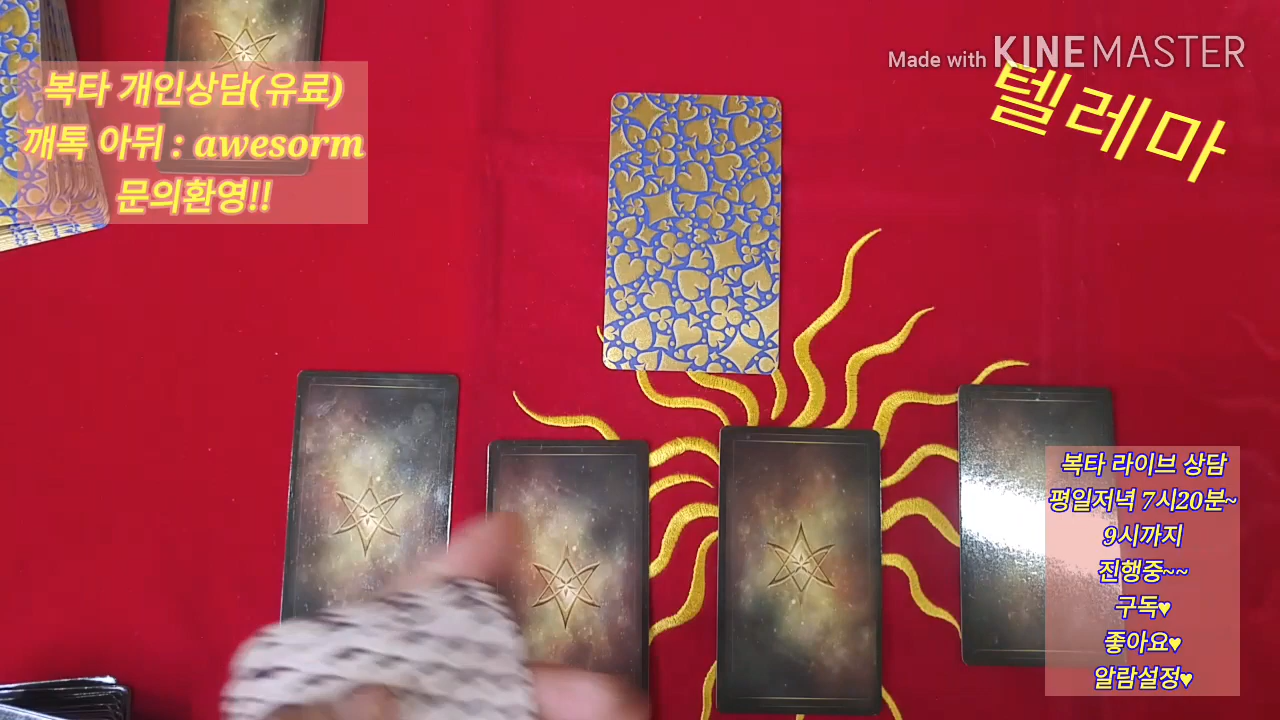 Made with KINEMASTER
텔레마
복타 개인상담(유료)
깨톡 아뒤 : awesorm
문의환영!!
복타 라이브 상담
평일저녁 7시20분~
9시까지
진행중~~
구독♥
좋아요♥
알람설정♥